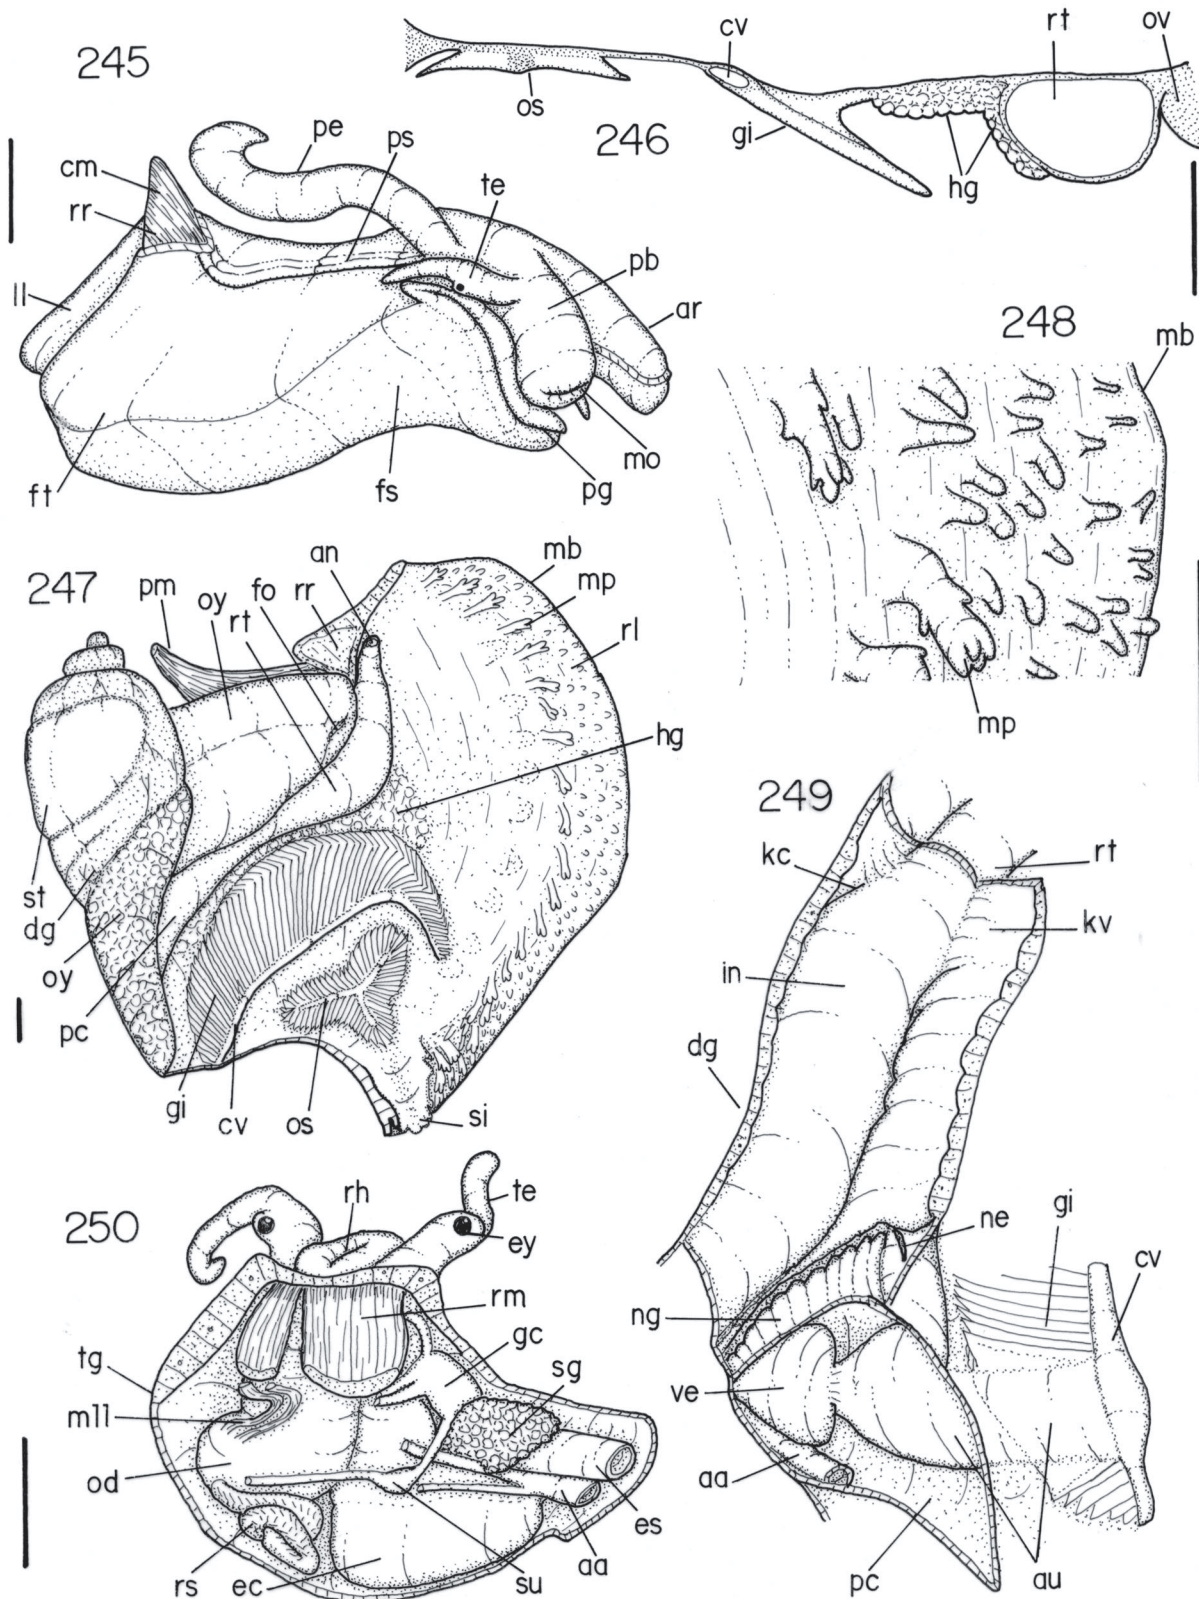 245
pe
ps
te
cm
rr
ll
pb
ar
ft
fs
mo
pg
246
cv
rt
ov
os
gi
hg
248
mb
mp
247
pm
oy
rt
fo
rr
an
mb
mp
rl
hg
st
dg
oy
pc
gi
cv
os
si
249
kc
rt
kv
in
dg
gi
ne
cv
ng
ve
aa
pc
au
250
rh
te
ey
rm
gc
sg
tg
m11
od
es
rs
ec
su
aa